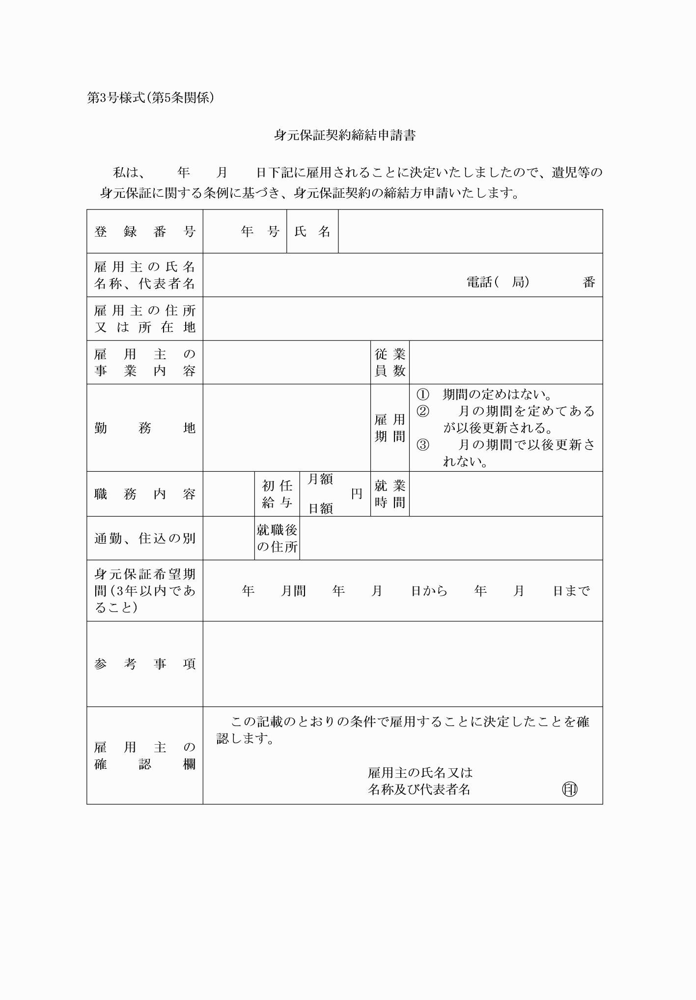 第3号様式(第5条関係)
身元保証契約締結申請書
私は、　　年　　月　　日下記に雇用されることに決定いたしましたので、遺児等の
身元保証に関する条例に基づき、身元保証契約の締結方申請いたします。
登録番号　　年　号　氏名
雇用主の氏名
名称、代表者名
電話(　局)　　　　番
雇用主の住所
又は所在地
雇用主の
事業内容
従業
員数
勤務地
雇用
期間
①　期間の定めはない。
②　　月の期間を定めてある
が以後更新される。
③　　月の期間で以後更新さ
れない。
職務内容
初任
給与
月額
円
日額
就業
時間
通勤、住込の別
就職後
の住所
身元保証希望期
間(3年以内であ
ること)
年　　月間　　年　　月　　日から　　年　　月　　日まで
参考事項
雇用主の
確認欄
この記載のとおりの条件で雇用することに決定したことを確
認します。
雇用主の氏名又は
名称及び代表者名　　　　　　　㊞